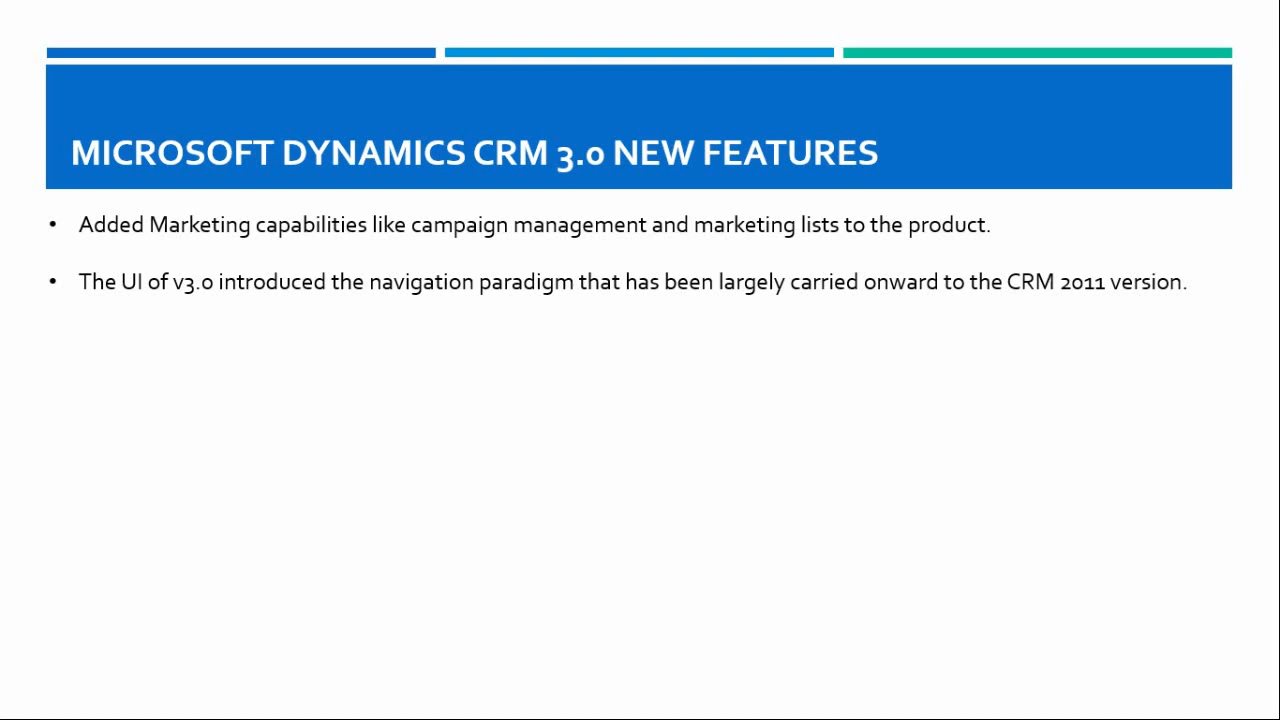 MICROSOFT DYNAMICS CRM 3.0 NEW FEATURES
• Added Marketing capabilities like campaign management and marketing lists to the product.
• The UI of v3.0 introduced the navigation paradigm that has been largely carried onward to the CRM 2011 version.